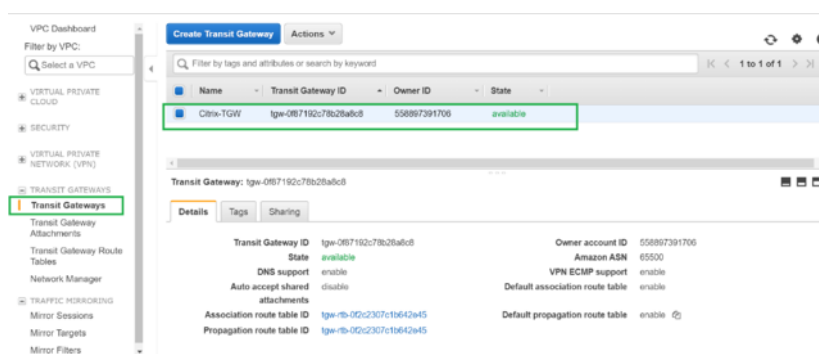 VPC Dashboard
Filter by VPC:
Select a VPC
VIRTUAL PRIVATE
CLOUD
SECURITY
VIRTUAL PRIVATE
NETWORK (VPN)
TRANSIT GATEWAYS
Transit Gateways
Transit Gateway
Attachments
Transit Gateway Route
Tables
Network Manager
TRAFFIC MIRRORING
Mirror Sessions
Mirror Targets
Mirror Filters
Create Transit Gateway Actions
Filter by tags and attributes or search by keyword
1 to 1 of 1
Name Transit Gateway ID Owner ID State
Citrix-TGW tgw-0f87192c78b28a8c8 558897391706 available
Transit Gateway: tgw-0f87192c78b28a8c8
Details Tags Sharing
Transit Gateway ID tgw-0f87192c78b28a8c8 Owner account ID 558897391706
State available Amazon ASN 65500
DNS support enable VPN ECMP support enable
Auto accept shared attachments disable Default association route table enable
Association route table ID tgw-rtb-0f2c2307c1b642e45 Default propagation route table enable
Propagation route table ID tgw-rtb-0f2c2307c1b642e45